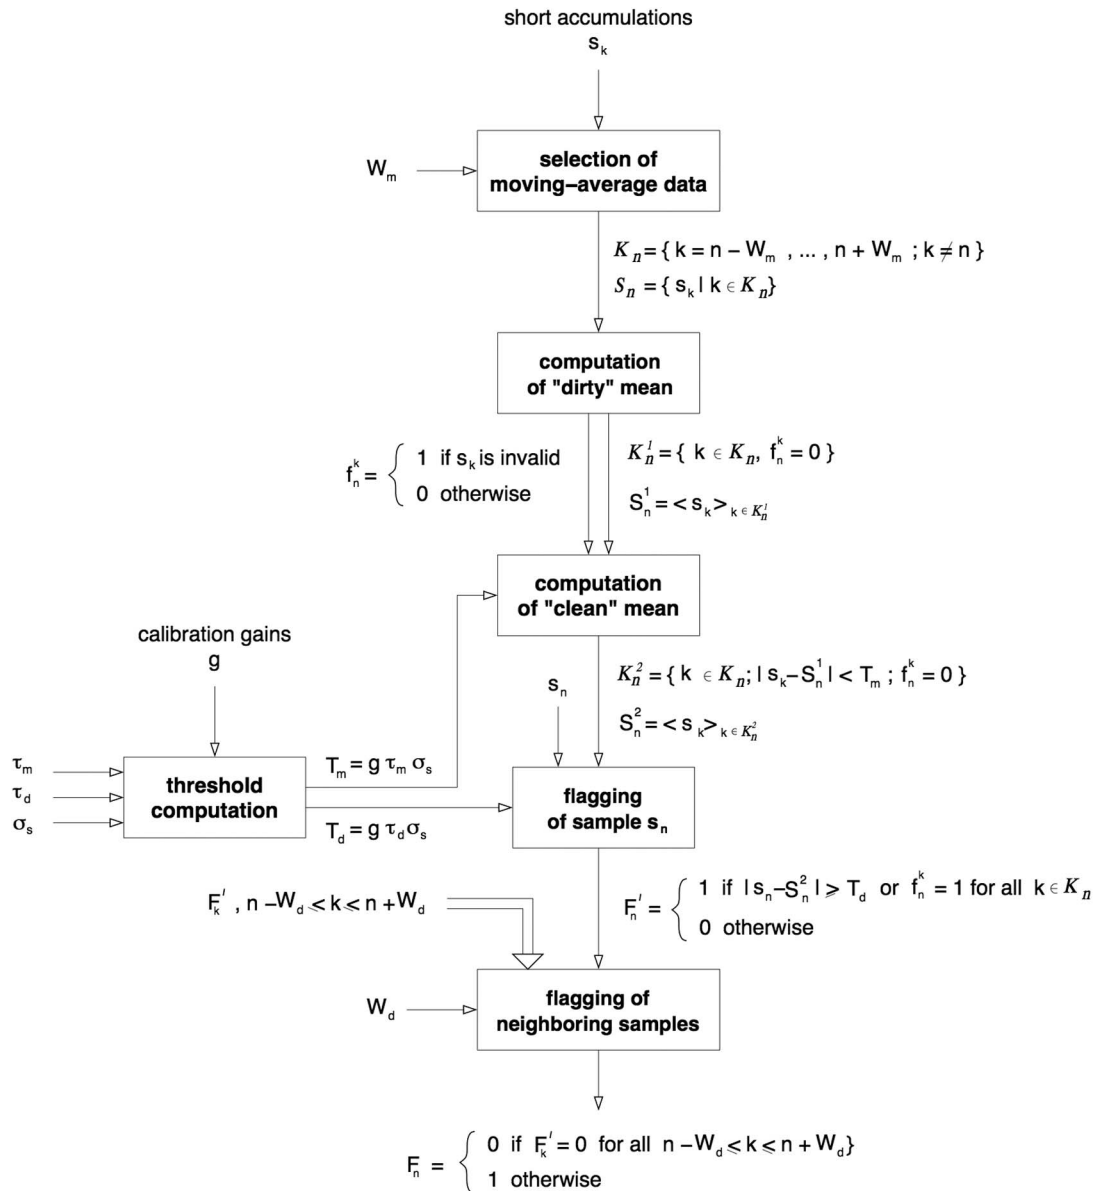 short accumulations
s_k
W_m
selection of
moving–average data
K_n = { k = n – W_m , ... , n + W_m ; k ≠ n }
S_n = { s_k | k ∈ K_n }
computation
of "dirty" mean
f_n^k = { 1 if s_k is invalid
0 otherwise
K_n^1 = { k ∈ K_n, f_n^k = 0 }
S_n^1 = < s_k >_{k ∈ K_n^1}
computation
of "clean" mean
calibration gains
g
K_n^2 = { k ∈ K_n; | s_k – S_n^1 | < T_m ; f_n^k = 0 }
s_n
S_n^2 = < s_k >_{k ∈ K_n^2}
τ_m
τ_d
σ_s
threshold
computation
T_m = g τ_m σ_s
T_d = g τ_d σ_s
flagging
of sample s_n
F_k' , n – W_d ⩽ k ⩽ n + W_d
F_n' = { 1 if | s_n – S_n^2 | ⩾ T_d or f_n^k = 1 for all k ∈ K_n
0 otherwise
W_d
flagging of
neighboring samples
F_n = { 0 if F_k' = 0 for all n – W_d ⩽ k ⩽ n + W_d}
1 otherwise